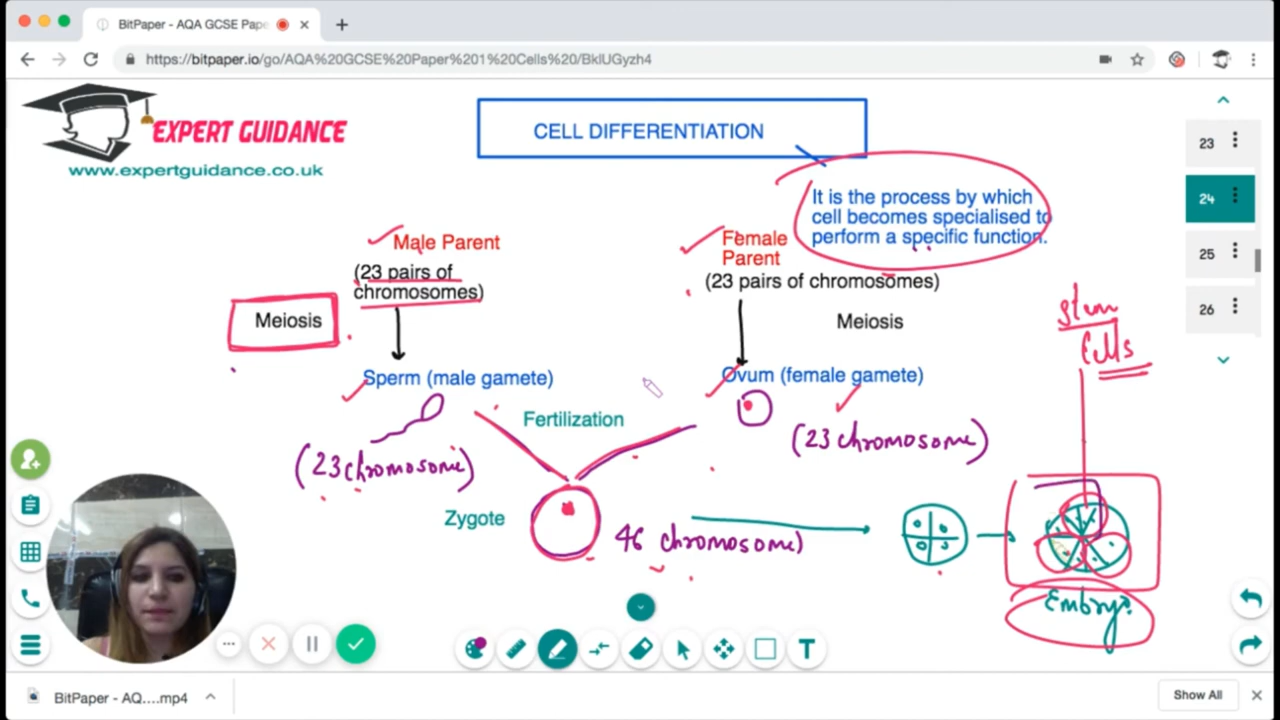 BitPaper - AQA GCSE Pape
https://bitpaper.io/go/AQA%20GCSE%20Paper%201%20Cells%20/BklUGyzh4
EXPERT GUIDANCE
www.expertguidance.co.uk
CELL DIFFERENTIATION
It is the process by which
cell becomes specialised to
perform a specific function.
Male Parent
(23 pairs of
chromosomes)
Female
Parent
(23 pairs of chromosomes)
Meiosis
Meiosis
Stem
Cells
Sperm (male gamete)
Ovum (female gamete)
Fertilization
(23 chromosome)
(23 chromosome)
Zygote
46 chromosome)
Embryo
23
24
25
26
T
BitPaper - AQ....mp4
Show All